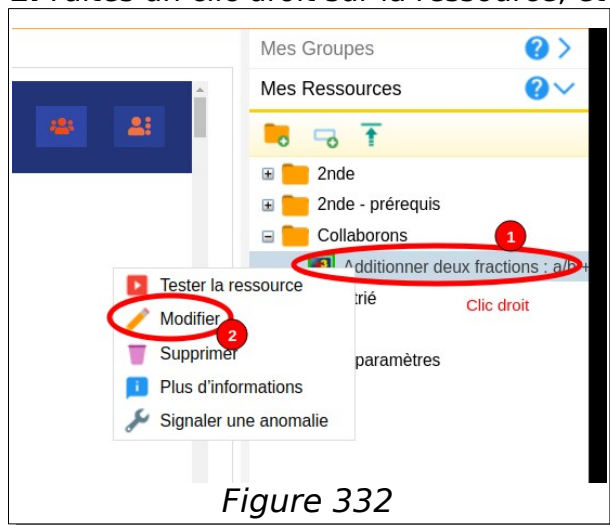 Mes Groupes
Mes Ressources
2nde
2nde - prérequis
Collaborons
1
Additionner deux fractions : a/b +
Tester la ressource
trié
Clic droit
Modifier
2
Supprimer
paramètres
Plus d'informations
Signaler une anomalie
Figure 332